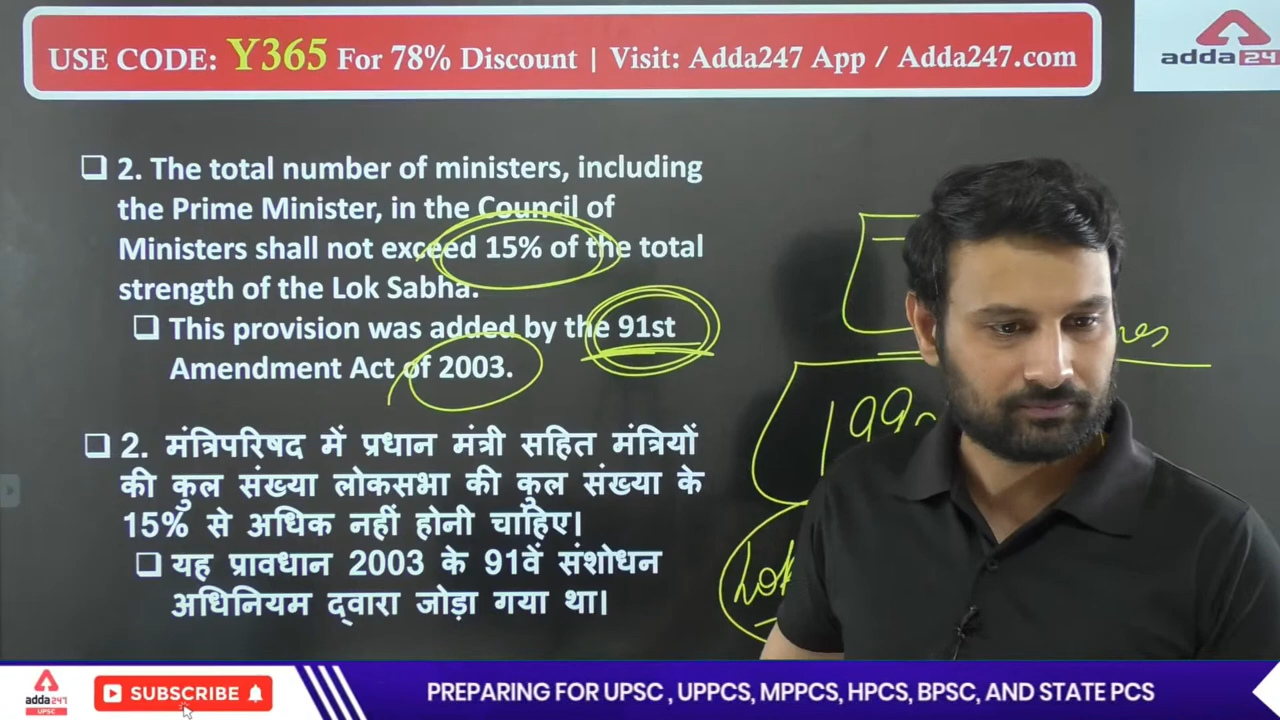 USE CODE: Y365 For 78% Discount | Visit: Adda247 App / Adda247.com
2. The total number of ministers, including
the Prime Minister, in the Council of
Ministers shall not exceed 15% of the total
strength of the Lok Sabha.
This provision was added by the 91st
Amendment Act of 2003.
2. मंत्रिपरिषद में प्रधान मंत्री सहित मंत्रियों
की कुल संख्या लोकसभा की कुल संख्या के
15% से अधिक नहीं होनी चाहिए।
यह प्रावधान 2003 के 91वें संशोधन
अधिनियम द्वारा जोड़ा गया था।
199
Lok
adda247
UPSC
SUBSCRIBE
PREPARING FOR UPSC , UPPCS, MPPCS, HPCS, BPSC, AND STATE PCS